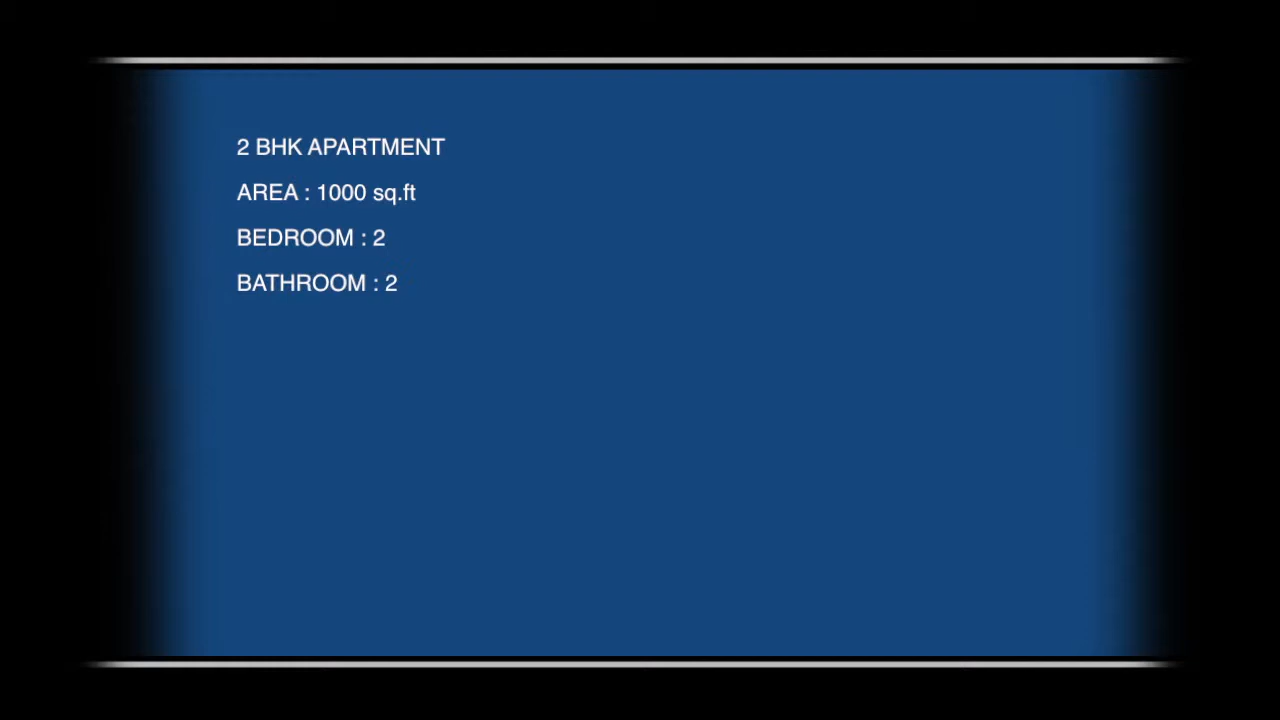 2 BHK APARTMENT
AREA : 1000 sq.ft
BEDROOM : 2
BATHROOM : 2